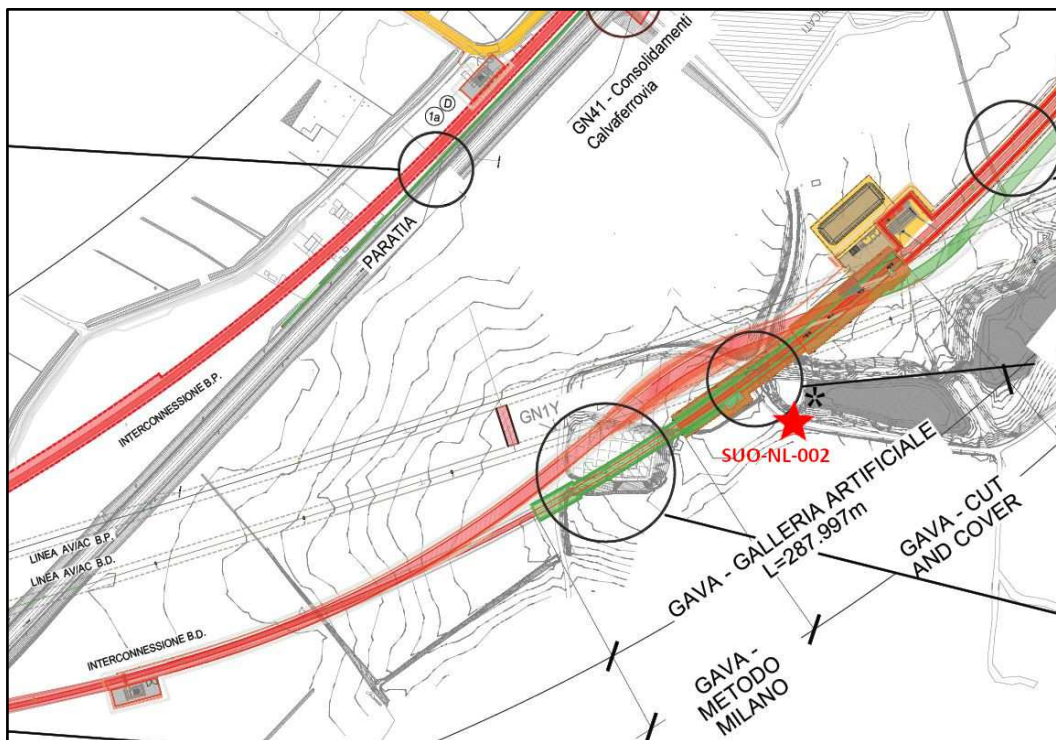 GN41 - Consolidamenti
Calvaferrovia
1a
D
PARATIA
INTERCONNESSIONE B.P.
GN1Y
*
SUO-NL-002
LINEA AV/AC B.P.
LINEA AV/AC B.D.
GAVA - GALLERIA ARTIFICIALE
L=287.997m
GAVA - CUT
AND COVER
INTERCONNESSIONE B.D.
GAVA -
METODO
MILANO